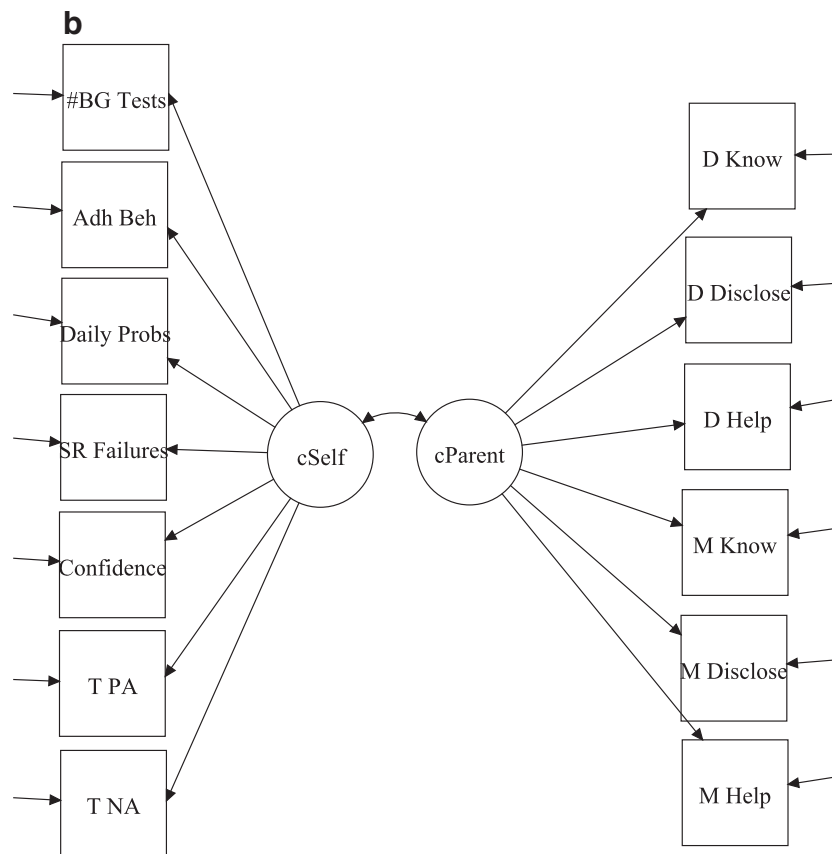 b
#BG Tests
Adh Beh
Daily Probs
SR Failures
Confidence
T PA
T NA
cSelf
cParent
D Know
D Disclose
D Help
M Know
M Disclose
M Help